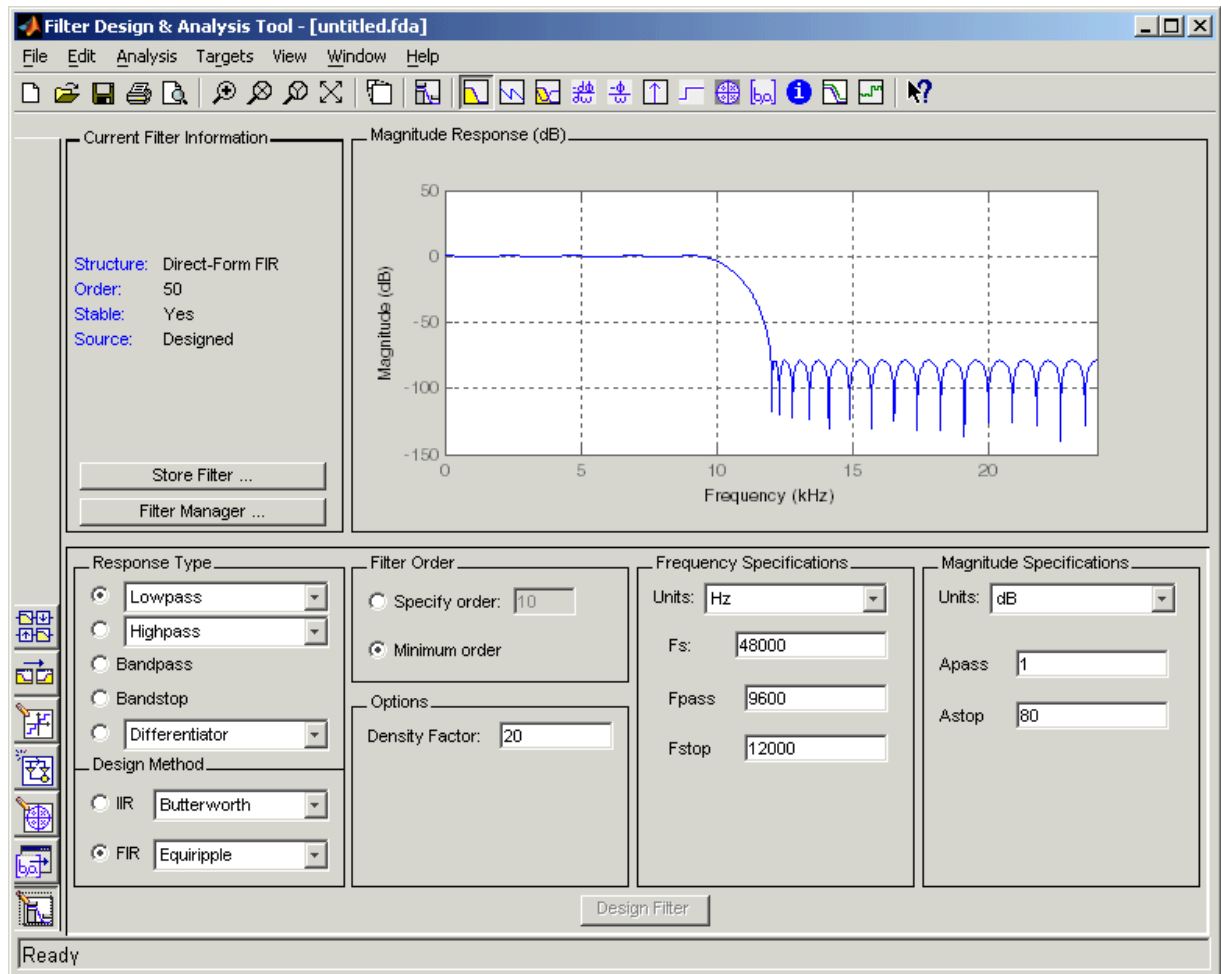 Filter Design & Analysis Tool - [untitled.fda]
File Edit Analysis Targets View Window Help
Current Filter Information
Structure: Direct-Form FIR
Order: 50
Stable: Yes
Source: Designed
Store Filter ...
Filter Manager ...
Magnitude Response (dB)
50
0
-50
-100
-150
Magnitude (dB)
0 5 10 15 20
Frequency (kHz)
Response Type
Lowpass
Highpass
Bandpass
Bandstop
Differentiator
Design Method
IIR Butterworth
FIR Equiripple
Filter Order
Specify order: 10
Minimum order
Options
Density Factor: 20
Frequency Specifications
Units: Hz
Fs: 48000
Fpass 9600
Fstop 12000
Magnitude Specifications
Units: dB
Apass 1
Astop 80
Design Filter
Ready